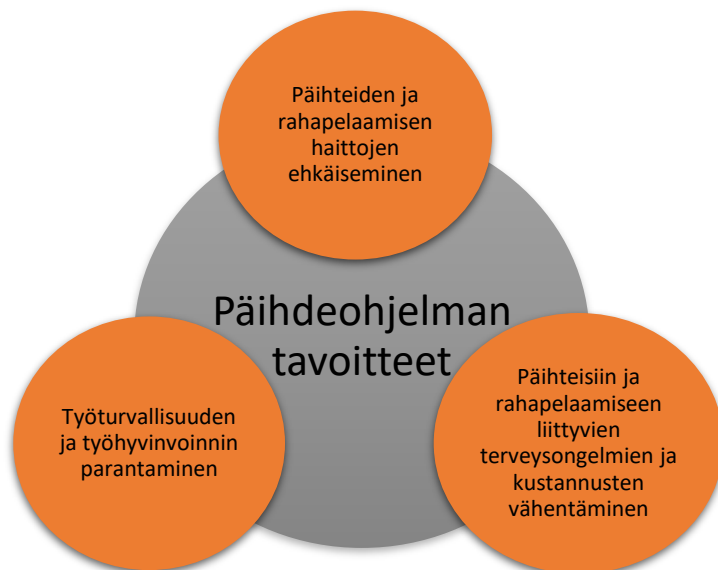 Päihteiden ja
rahapelaamisen
haittojen
ehkäiseminen
Päihdeohjelman
tavoitteet
Työturvallisuuden
ja työhyvinvoinnin
parantaminen
Päihteisiin ja
rahapelaamiseen
liittyvien
terveysongelmien ja
kustannusten
vähentäminen